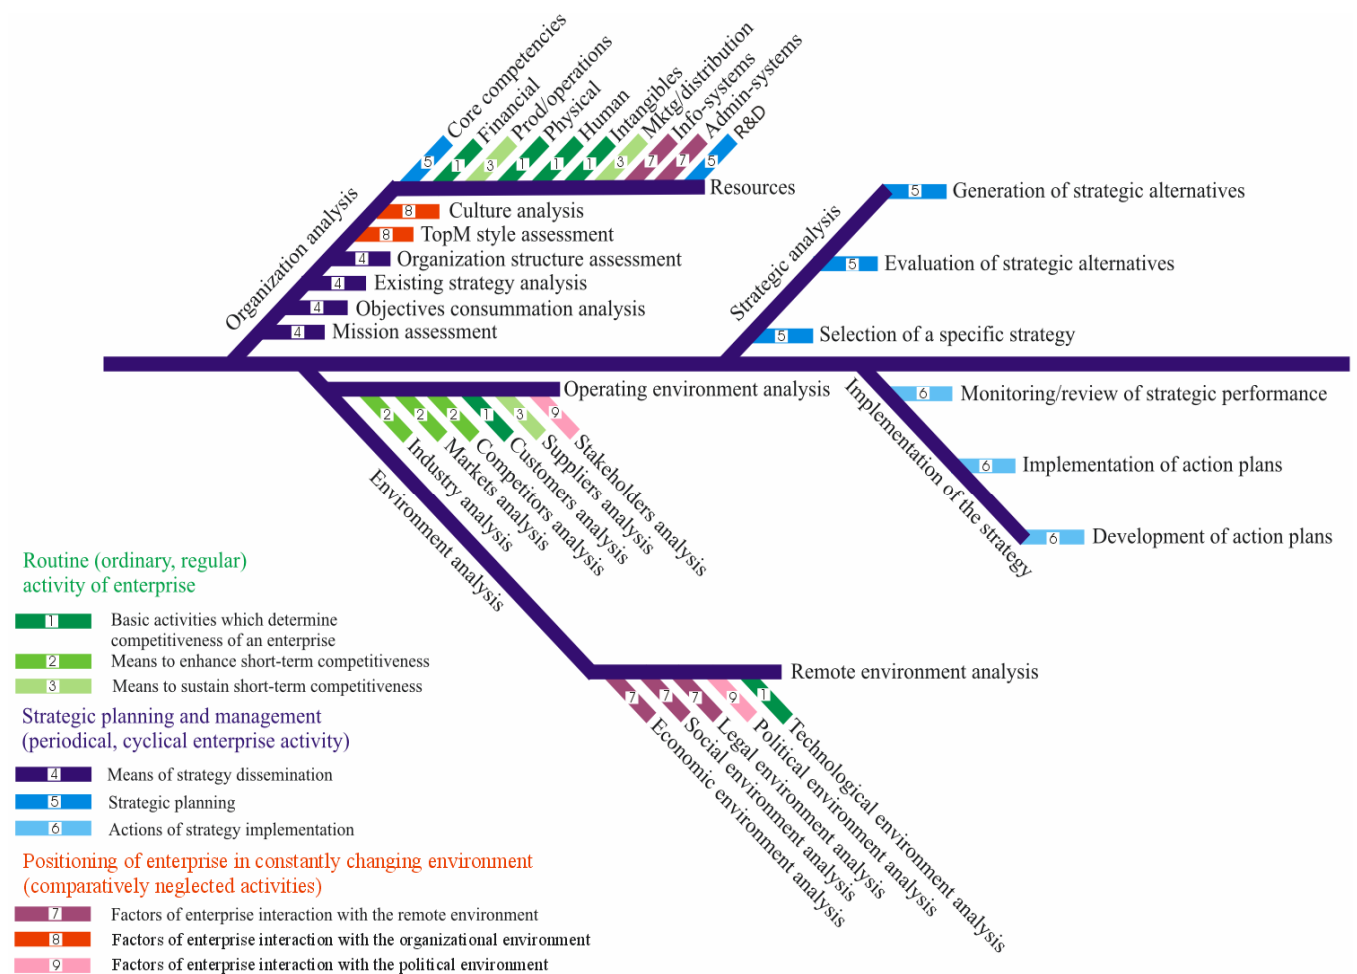 Core competencies
Financial
Prod/operations
Physical
Human
Intangibles
Mktg/distribution
Info-systems
Admin-systems
R&D
5
1
3
1
1
1
3
7
7
5
Resources
Organization analysis
8
Culture analysis
8
TopM style assessment
4
Organization structure assessment
4
Existing strategy analysis
4
Objectives consummation analysis
4
Mission assessment
Strategic analysis
5
Generation of strategic alternatives
5
Evaluation of strategic alternatives
5
Selection of a specific strategy
Operating environment analysis
2
2
2
1
3
9
Industry analysis
Markets analysis
Competitors analysis
Customers analysis
Suppliers analysis
Stakeholders analysis
Environment analysis
Implementation of the strategy
6
Monitoring/review of strategic performance
6
Implementation of action plans
6
Development of action plans
Remote environment analysis
7
7
7
9
1
Economic environment analysis
Social environment analysis
Legal environment analysis
Political environment analysis
Technological environment analysis
Routine (ordinary, regular)
activity of enterprise
1
Basic activities which determine
competitiveness of an enterprise
2
Means to enhance short-term competitiveness
3
Means to sustain short-term competitiveness
Strategic planning and management
(periodical, cyclical enterprise activity)
4
Means of strategy dissemination
5
Strategic planning
6
Actions of strategy implementation
Positioning of enterprise in constantly changing environment
(comparatively neglected activities)
7
Factors of enterprise interaction with the remote environment
8
Factors of enterprise interaction with the organizational environment
9
Factors of enterprise interaction with the political environment